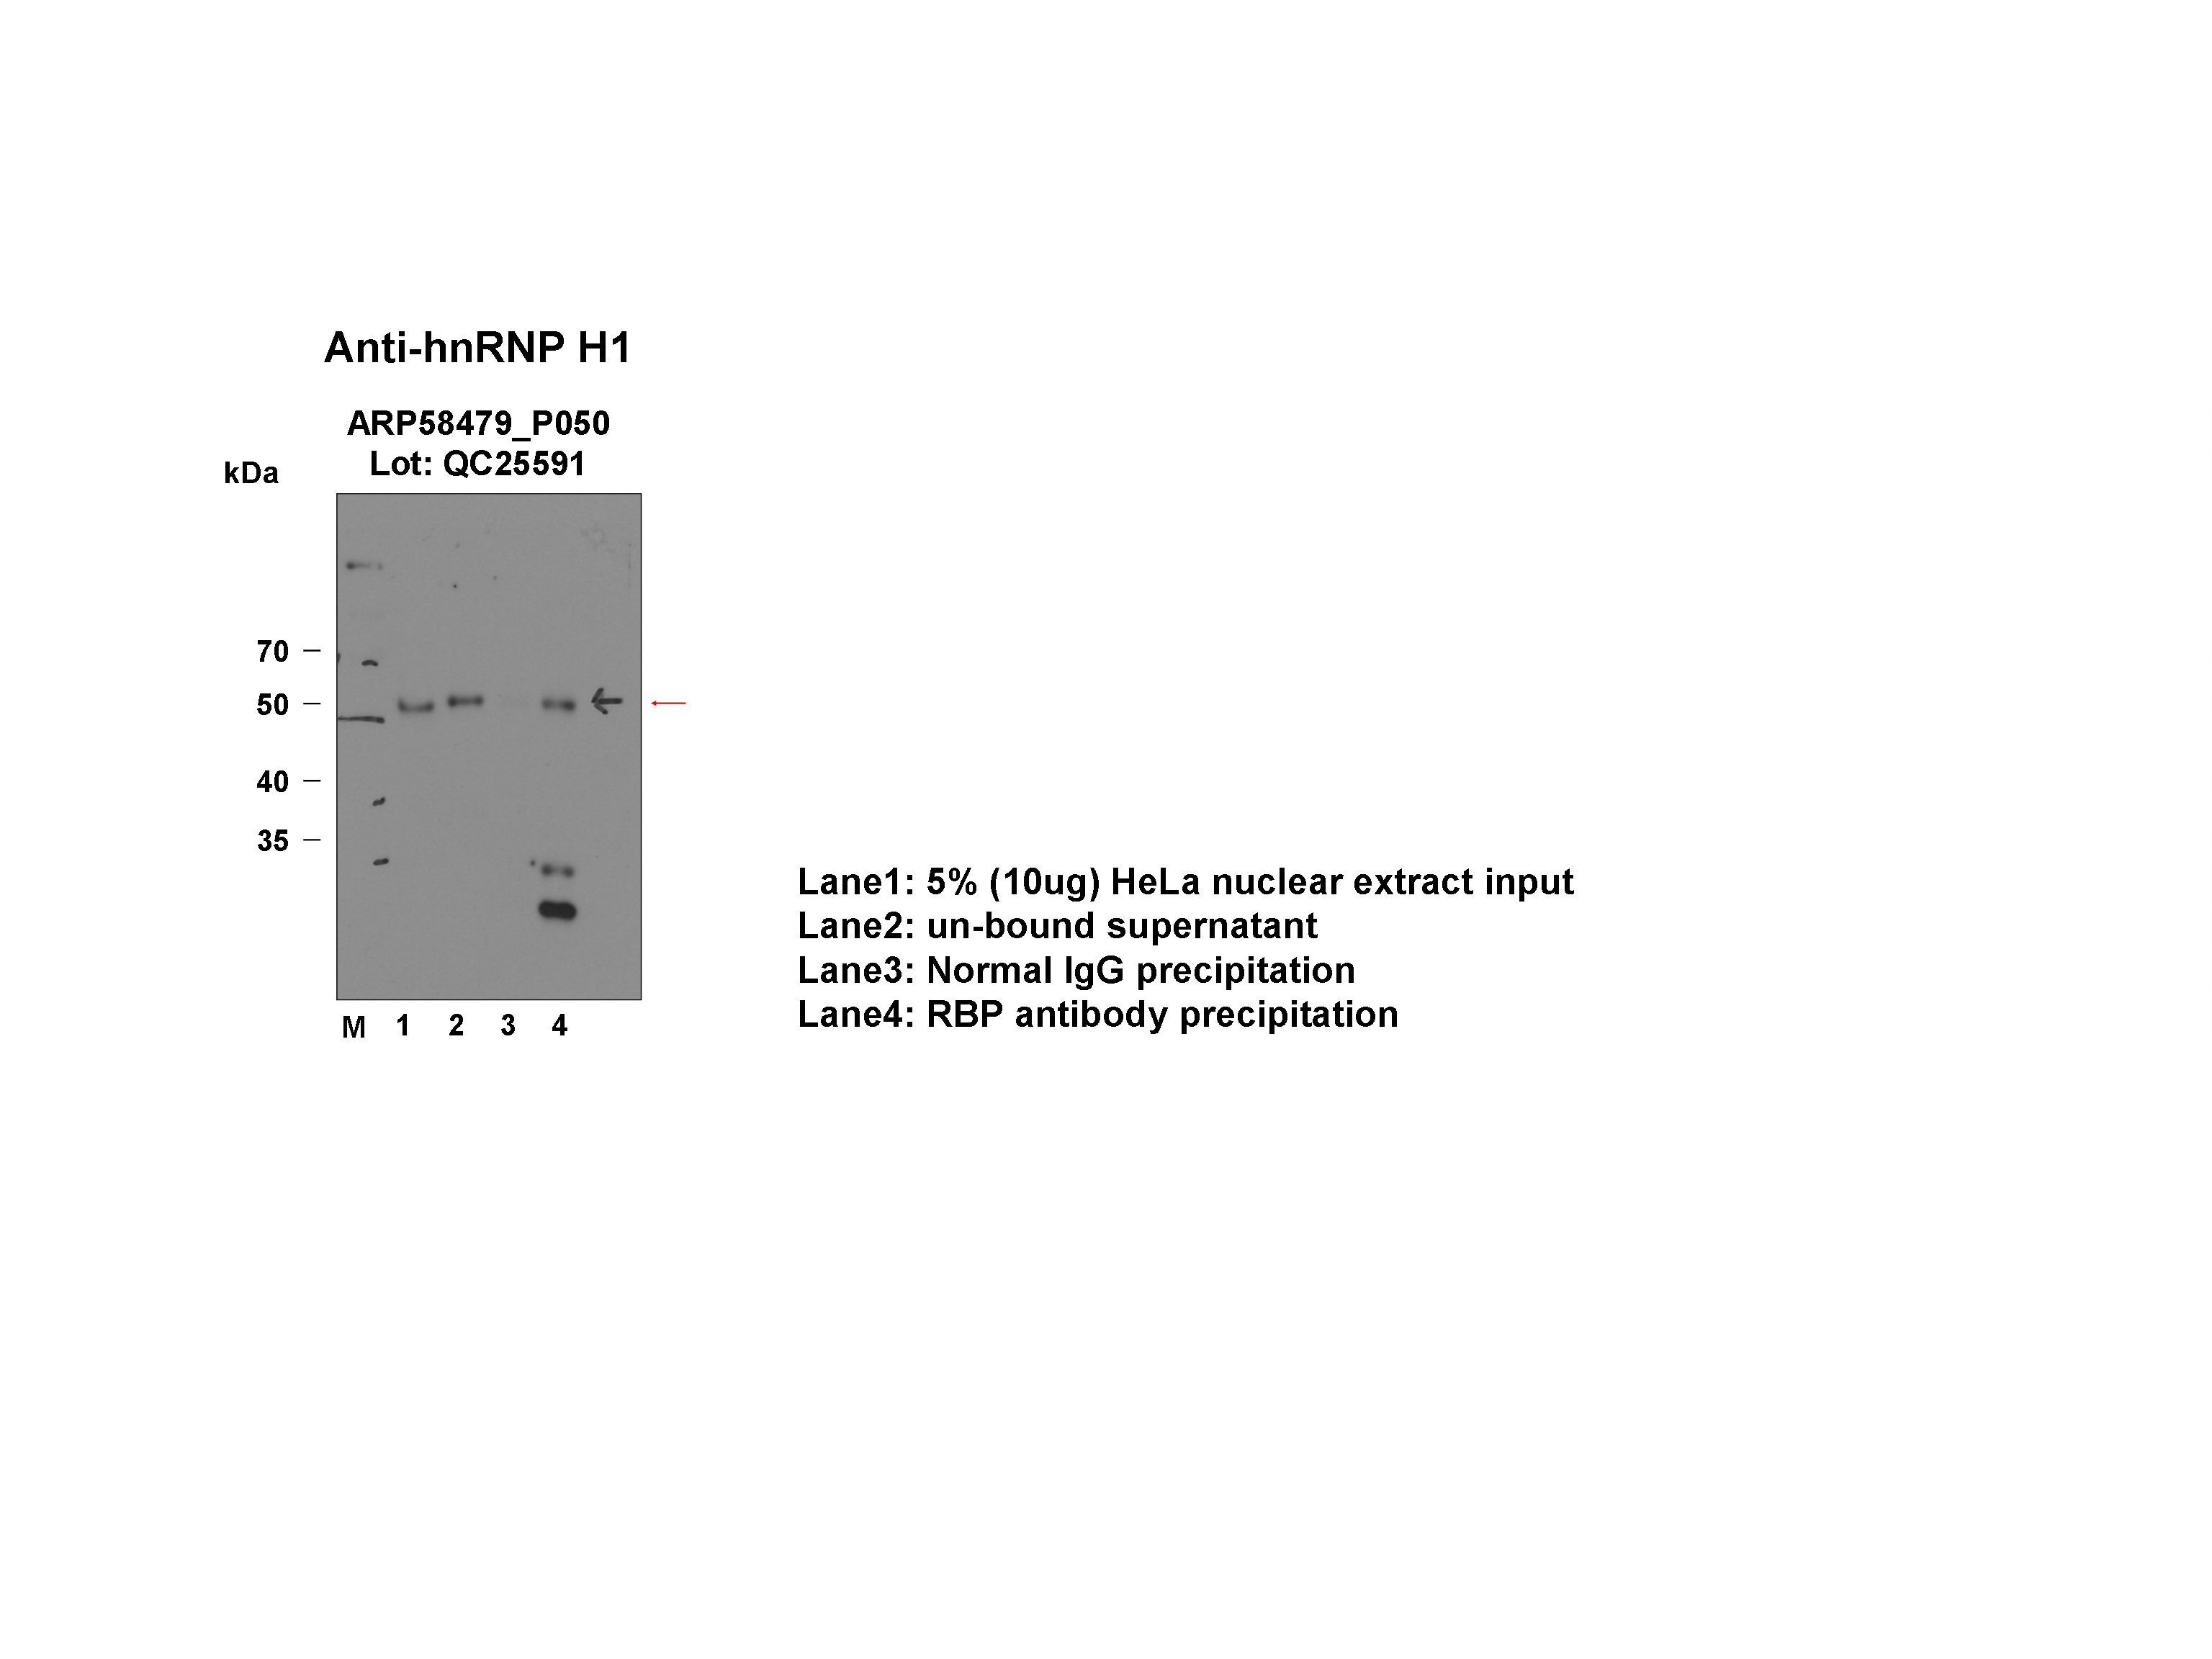 Anti-hnRNP H1
ARP58479_P050
Lot: QC25591
kDa
70
50
40
35
M 1 2 3 4
Lane1: 5% (10ug) HeLa nuclear extract input
Lane2: un-bound supernatant
Lane3: Normal IgG precipitation
Lane4: RBP antibody precipitation